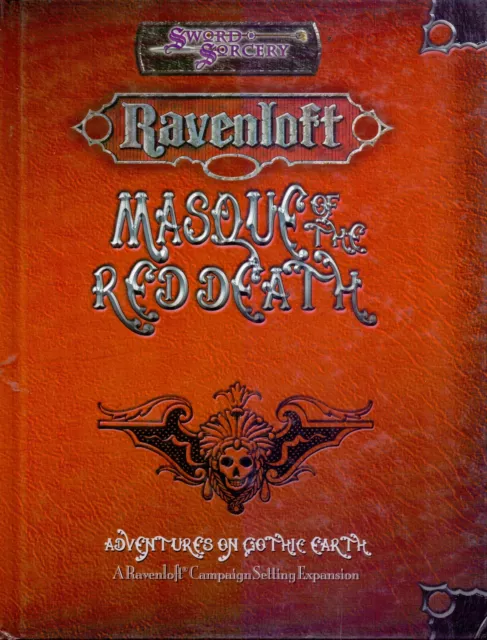 SWORD &
SORCERY
Ravenloft
MASQUE OF THE
RED DEATH
ADVENTURES ON GOTHIC EARTH
A Ravenloft® Campaign Setting Expansion